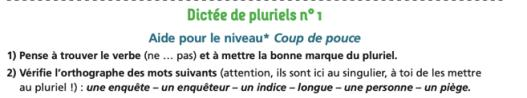 Dictée de pluriels n° 1
Aide pour le niveau* Coup de pouce
1) Pense à trouver le verbe (ne ... pas) et à mettre la bonne marque du pluriel.
2) Vérifie l'orthographe des mots suivants (attention, ils sont ici au singulier, à toi de les mettre
au pluriel !) : une enquête – un enquêteur – un indice – longue – une personne – un piège.